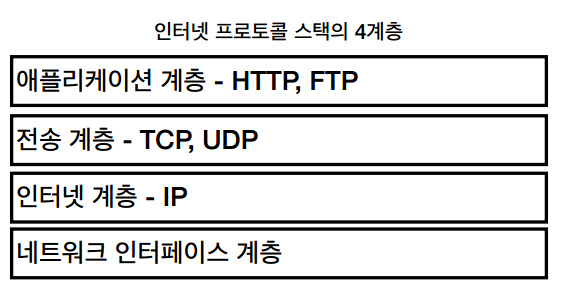 인터넷 프로토콜 스택의 4계층
애플리케이션 계층 - HTTP, FTP
전송 계층 - TCP, UDP
인터넷 계층 - IP
네트워크 인터페이스 계층